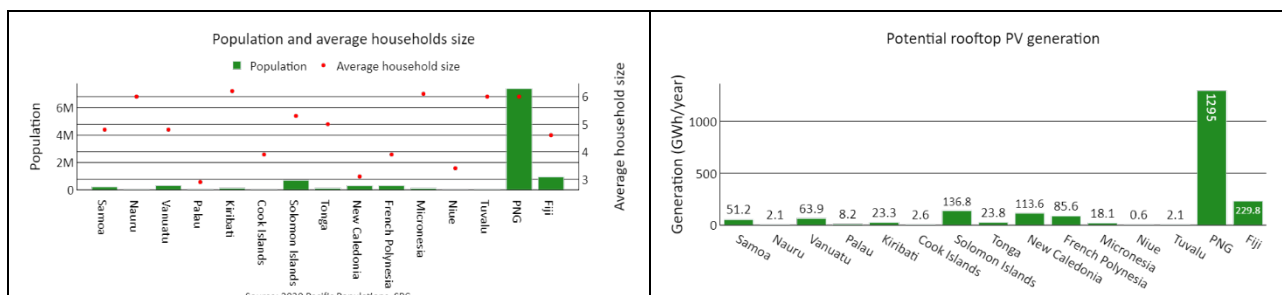 Population and average households size
Population
Average household size
Population
6M
4M
2M
0
6
5
4
3
Average household size
Samoa
Nauru
Vanuatu
Palau
Kiribati
Cook Islands
Solomon Islands
Tonga
New Caledonia
French Polynesia
Micronesia
Niue
Tuvalu
PNG
Fiji
Source: 2020 Pacific Populations, SPC
Potential rooftop PV generation
Generation (GWh/year)
1000
500
0
51.2
2.1
63.9
8.2
23.3
2.6
136.8
23.8
113.6
85.6
18.1
0.6
2.1
1295
229.8
Samoa
Nauru
Vanuatu
Palau
Kiribati
Cook Islands
Solomon Islands
Tonga
New Caledonia
French Polynesia
Micronesia
Niue
Tuvalu
PNG
Fiji